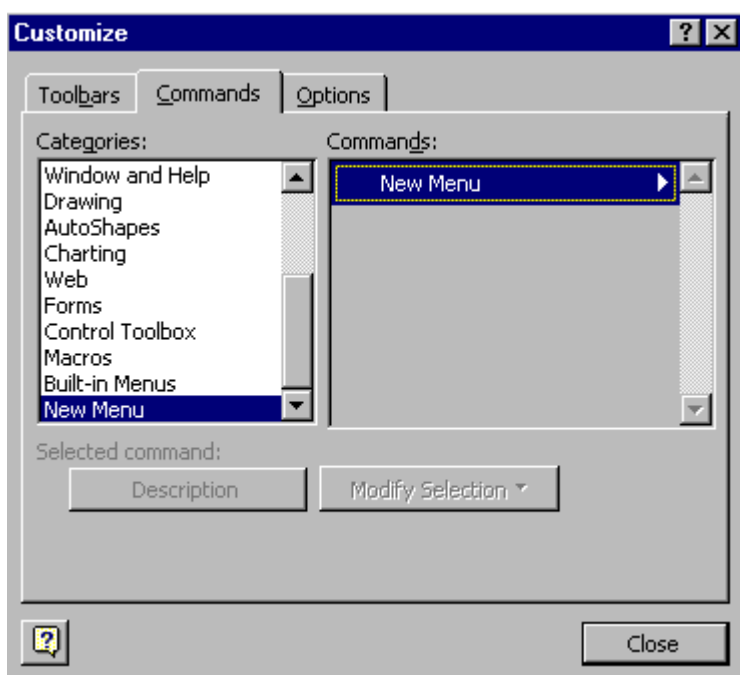 Customize
Toolbars Commands Options
Categories: Commands:
Window and Help
Drawing
AutoShapes
Charting
Web
Forms
Control Toolbox
Macros
Built-in Menus
New Menu
New Menu
Selected command:
Description Modify Selection
Close